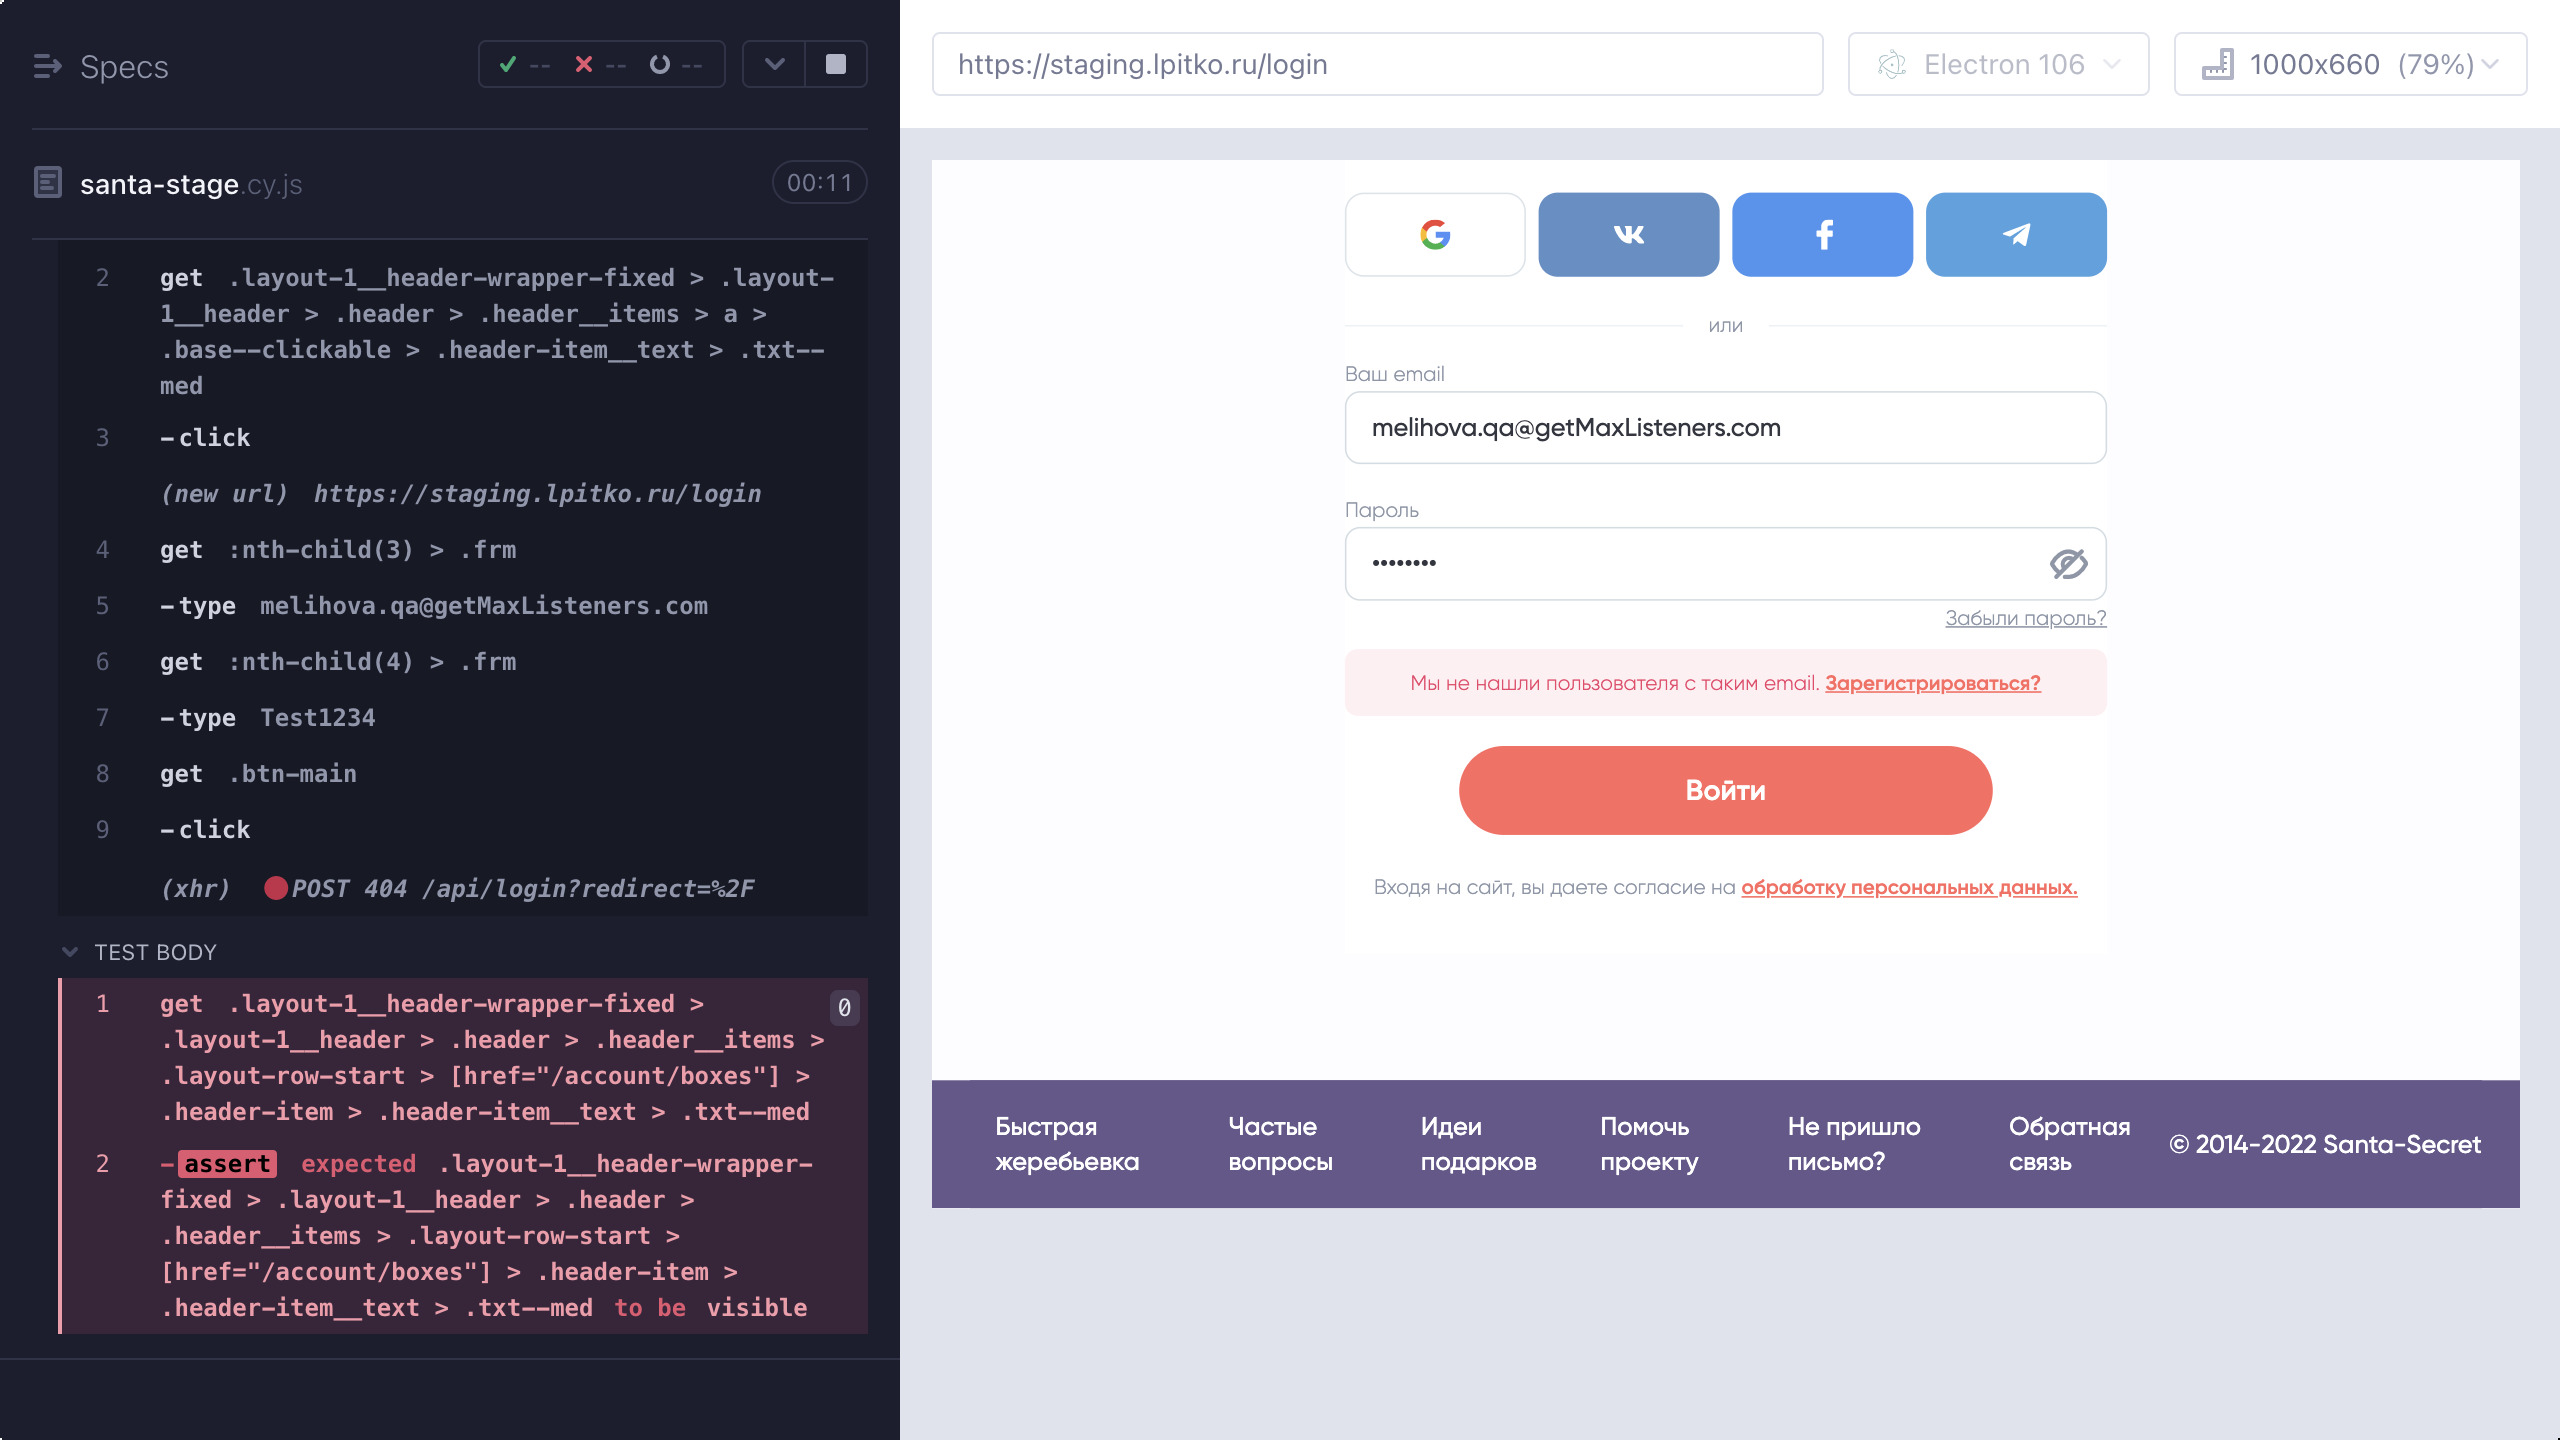 Specs
-- -- --
santa-stage.cy.js
00:11
2 get .layout-1__header-wrapper-fixed > .layout-
1__header > .header > .header__items > a >
.base--clickable > .header-item__text > .txt--
med
3 -click
(new url) https://staging.lpitko.ru/login
4 get :nth-child(3) > .frm
5 -type melihova.qa@getMaxListeners.com
6 get :nth-child(4) > .frm
7 -type Test1234
8 get .btn-main
9 -click
(xhr) POST 404 /api/login?redirect=%2F
TEST BODY
1 get .layout-1__header-wrapper-fixed > 0
.layout-1__header > .header > .header__items >
.layout-row-start > [href="/account/boxes"] >
.header-item > .header-item__text > .txt--med
2 -assert expected .layout-1__header-wrapper-
fixed > .layout-1__header > .header >
.header__items > .layout-row-start >
[href="/account/boxes"] > .header-item >
.header-item__text > .txt--med to be visible
https://staging.lpitko.ru/login
Electron 106
1000x660 (79%)
или
Ваш email
melihova.qa@getMaxListeners.com
Пароль
••••••••
Забыли пароль?
Мы не нашли пользователя с таким email. Зарегистрироваться?
Войти
Входя на сайт, вы даете согласие на обработку персональных данных.
Быстрая
жеребьевка
Частые
вопросы
Идеи
подарков
Помочь
проекту
Не пришло
письмо?
Обратная
связь
© 2014-2022 Santa-Secret